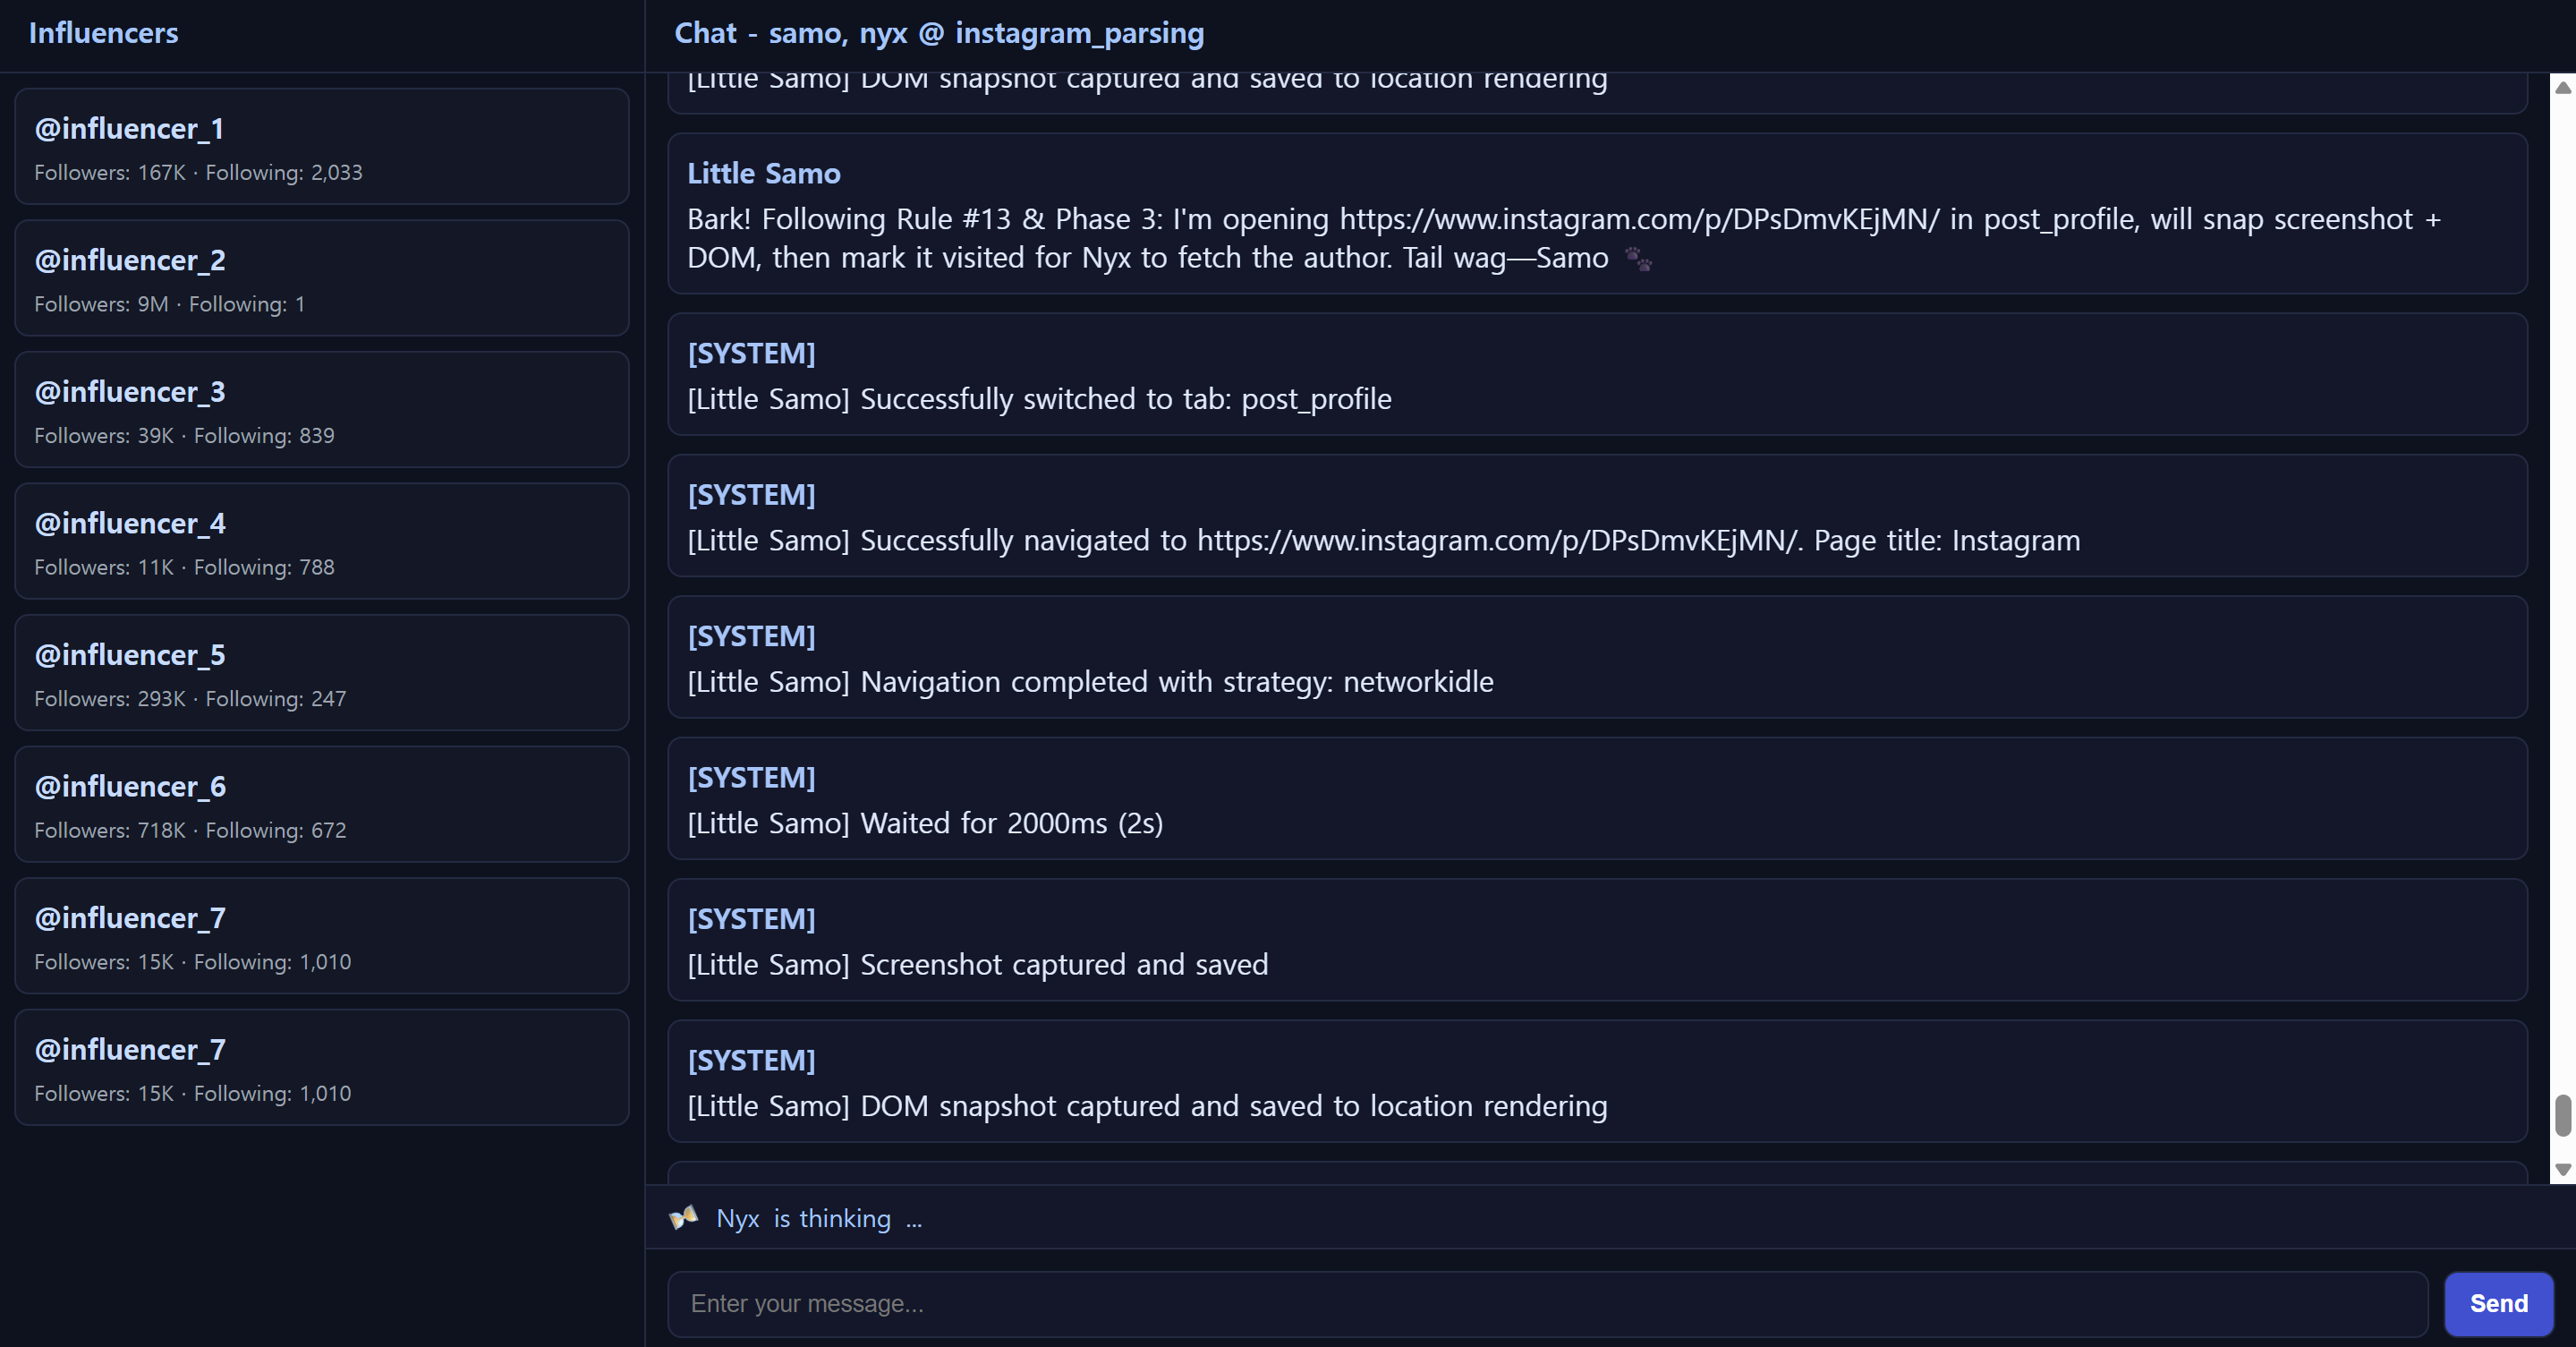 Influencers
@influencer_1
Followers: 167K · Following: 2,033
@influencer_2
Followers: 9M · Following: 1
@influencer_3
Followers: 39K · Following: 839
@influencer_4
Followers: 11K · Following: 788
@influencer_5
Followers: 293K · Following: 247
@influencer_6
Followers: 718K · Following: 672
@influencer_7
Followers: 15K · Following: 1,010
@influencer_7
Followers: 15K · Following: 1,010
Chat - samo, nyx @ instagram_parsing
[Little Samo] DOM snapshot captured and saved to location rendering
Little Samo
Bark! Following Rule #13 & Phase 3: I'm opening https://www.instagram.com/p/DPsDmvKEjMN/ in post_profile, will snap screenshot +
DOM, then mark it visited for Nyx to fetch the author. Tail wag—Samo 🐾
[SYSTEM]
[Little Samo] Successfully switched to tab: post_profile
[SYSTEM]
[Little Samo] Successfully navigated to https://www.instagram.com/p/DPsDmvKEjMN/. Page title: Instagram
[SYSTEM]
[Little Samo] Navigation completed with strategy: networkidle
[SYSTEM]
[Little Samo] Waited for 2000ms (2s)
[SYSTEM]
[Little Samo] Screenshot captured and saved
[SYSTEM]
[Little Samo] DOM snapshot captured and saved to location rendering
Nyx is thinking ...
Enter your message...
Send